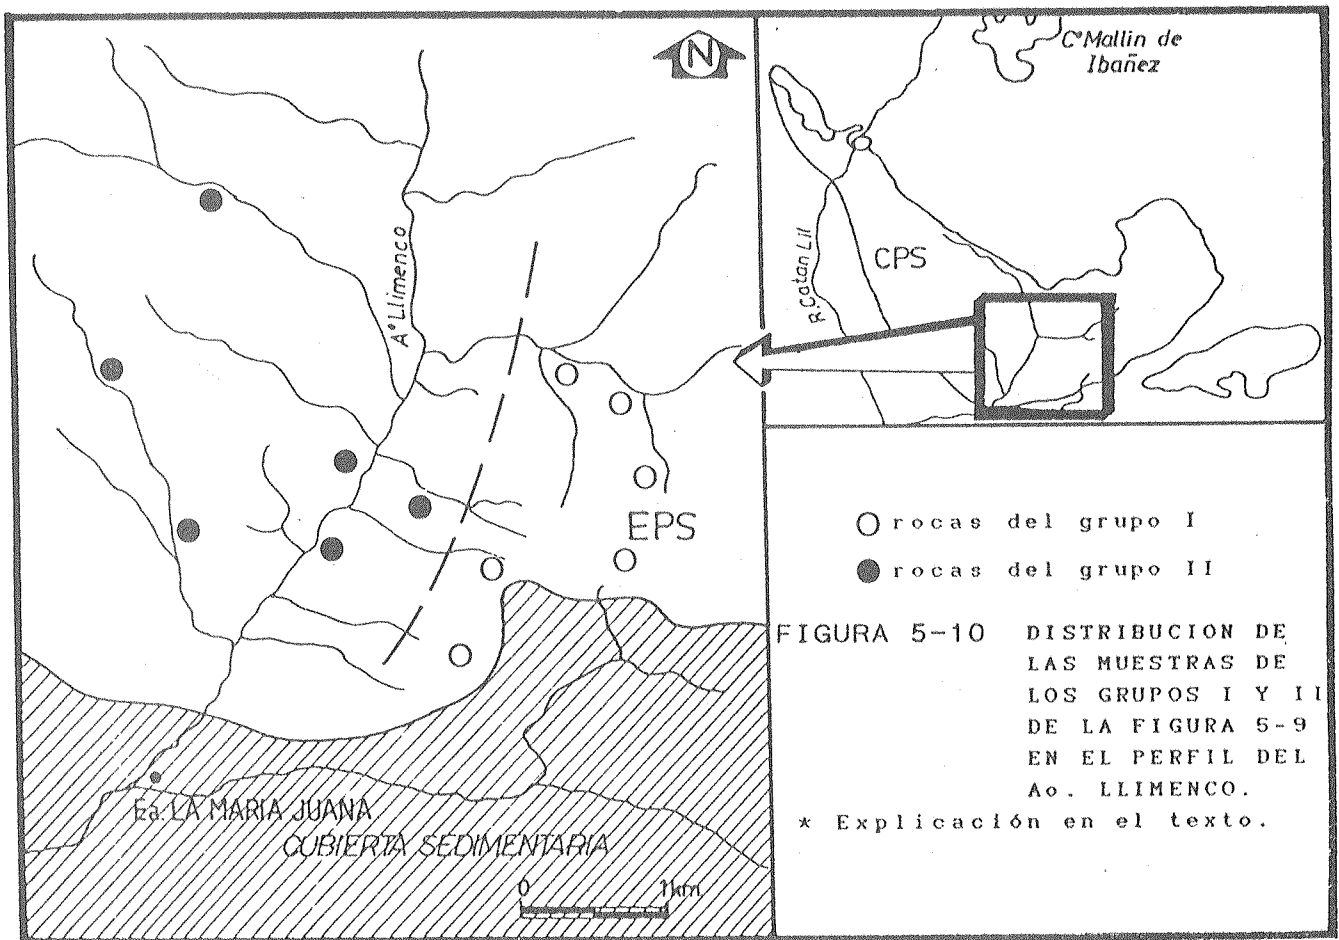 N
A° Llimenco
EPS
Ea. LA MARIA JUANA
CUBIERTA SEDIMENTARIA
0 1km.
C° Mallin de
Ibañez
R. Catan Lil
CPS
rocas del grupo I
rocas del grupo II
FIGURA 5-10 DISTRIBUCION DE
LAS MUESTRAS DE
LOS GRUPOS I Y II
DE LA FIGURA 5-9
EN EL PERFIL DEL
Ao. LLIMENCO.
* Explicación en el texto.